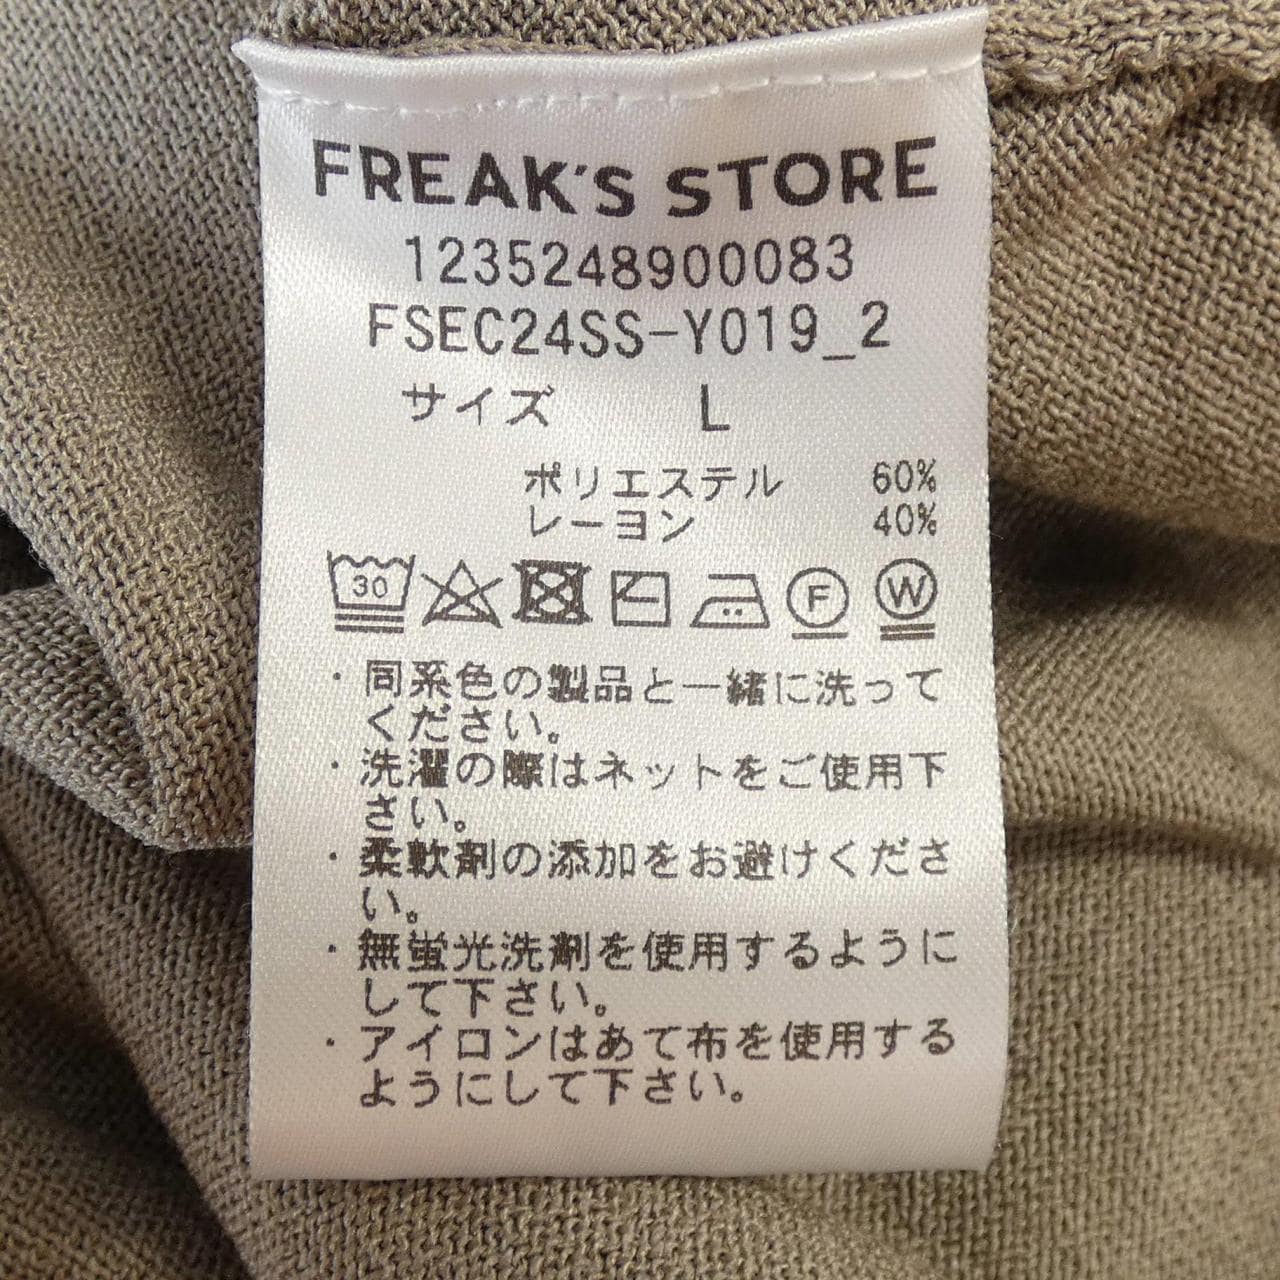 FREAK'S STORE
1235248900083
FSEC24SS-Y019_2
サイズ L
ポリエステル 60%
レーヨン 40%
30 F W
・同系色の製品と一緒に洗って
ください。
・洗濯の際はネットをご使用下
さい。
・柔軟剤の添加をお避けくださ
い。
・無蛍光洗剤を使用するように
して下さい。
・アイロンはあて布を使用する
ようにして下さい。